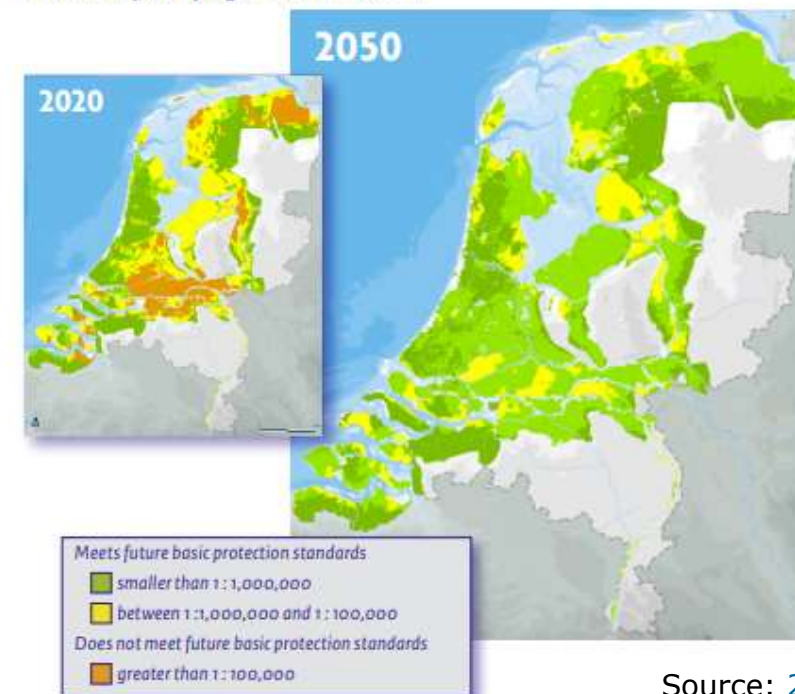 2050
2020
Meets future basic protection standards
smaller than 1 : 1,000,000
between 1 :1,000,000 and 1 : 100,000
Does not meet future basic protection standards
greater than 1 : 100,000
Source: 2